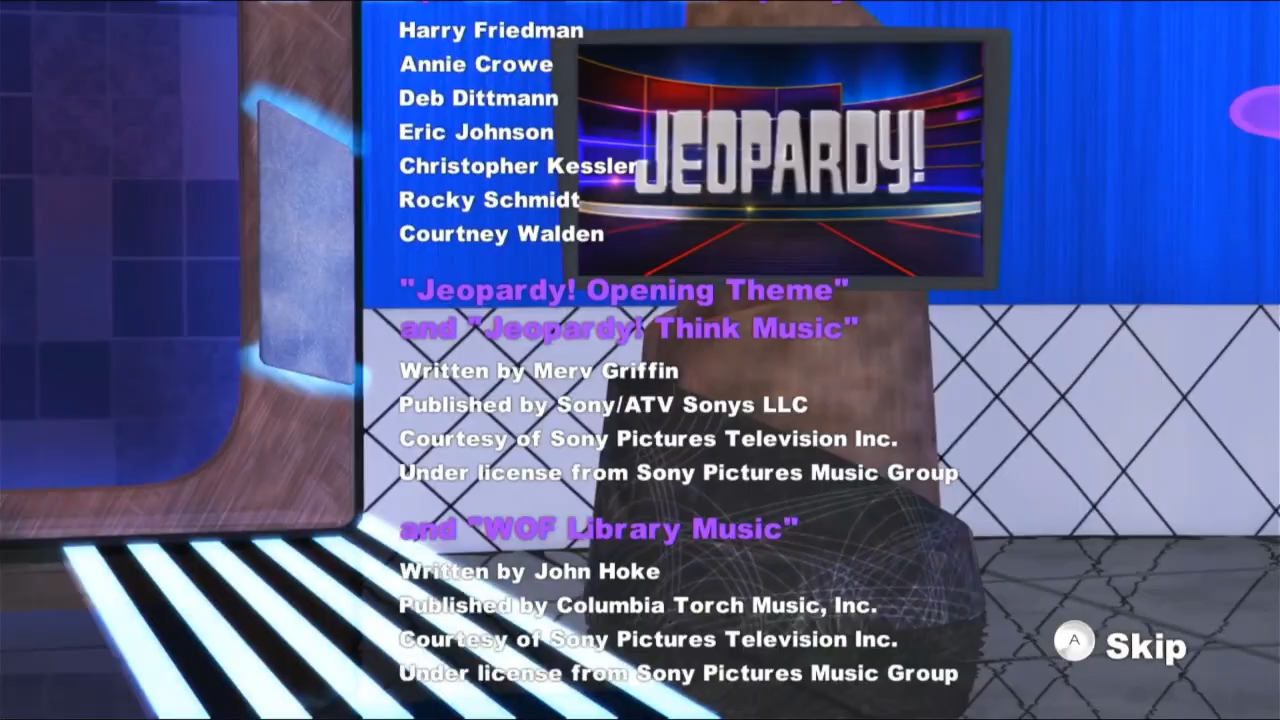 Harry Friedman
Annie Crowe
Deb Dittmann
Eric Johnson
Christopher Kessler
Rocky Schmidt
Courtney Walden
JEOPARDY!
"Jeopardy! Opening Theme"
and "Jeopardy! Think Music"
Written by Merv Griffin
Published by Sony/ATV Sonys LLC
Courtesy of Sony Pictures Television Inc.
Under license from Sony Pictures Music Group
and "WOF Library Music"
Written by John Hoke
Published by Columbia Torch Music, Inc.
Courtesy of Sony Pictures Television Inc.
Under license from Sony Pictures Music Group
A Skip